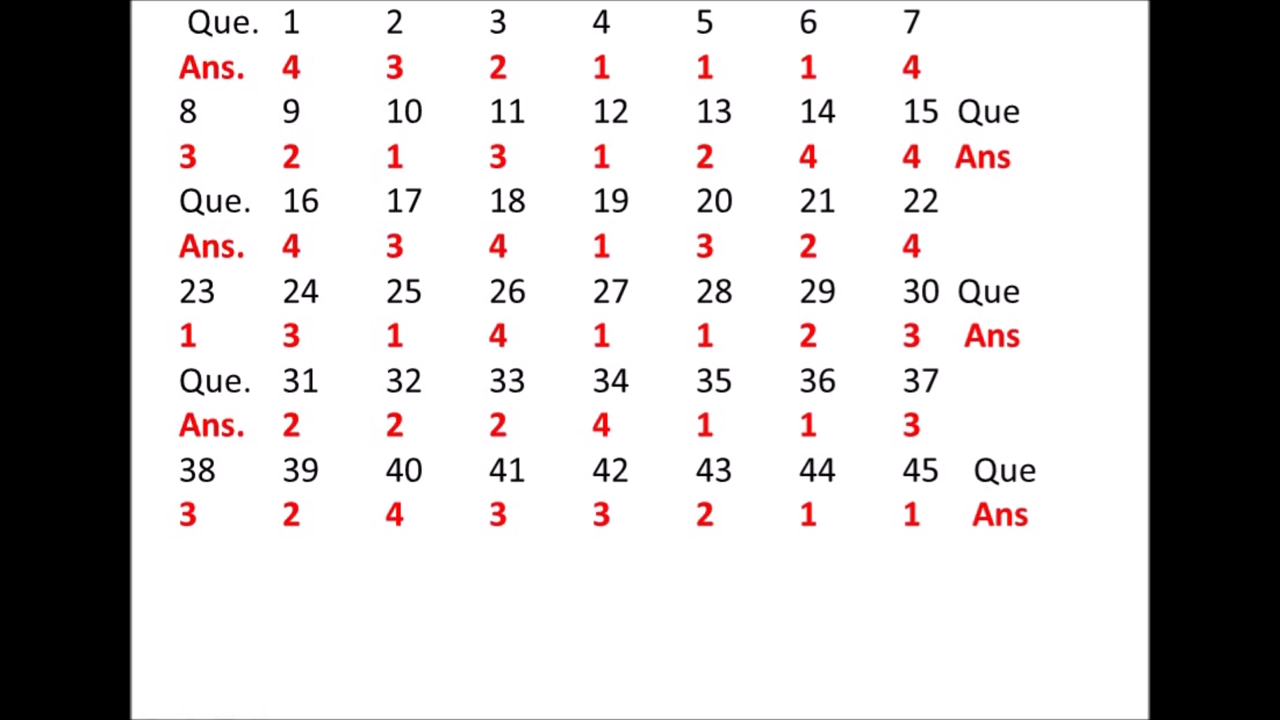 Que. 1 2 3 4 5 6 7
Ans. 4 3 2 1 1 1 4
8 9 10 11 12 13 14 15 Que
3 2 1 3 1 2 4 4 Ans
Que. 16 17 18 19 20 21 22
Ans. 4 3 4 1 3 2 4
23 24 25 26 27 28 29 30 Que
1 3 1 4 1 1 2 3 Ans
Que. 31 32 33 34 35 36 37
Ans. 2 2 2 4 1 1 3
38 39 40 41 42 43 44 45 Que
3 2 4 3 3 2 1 1 Ans